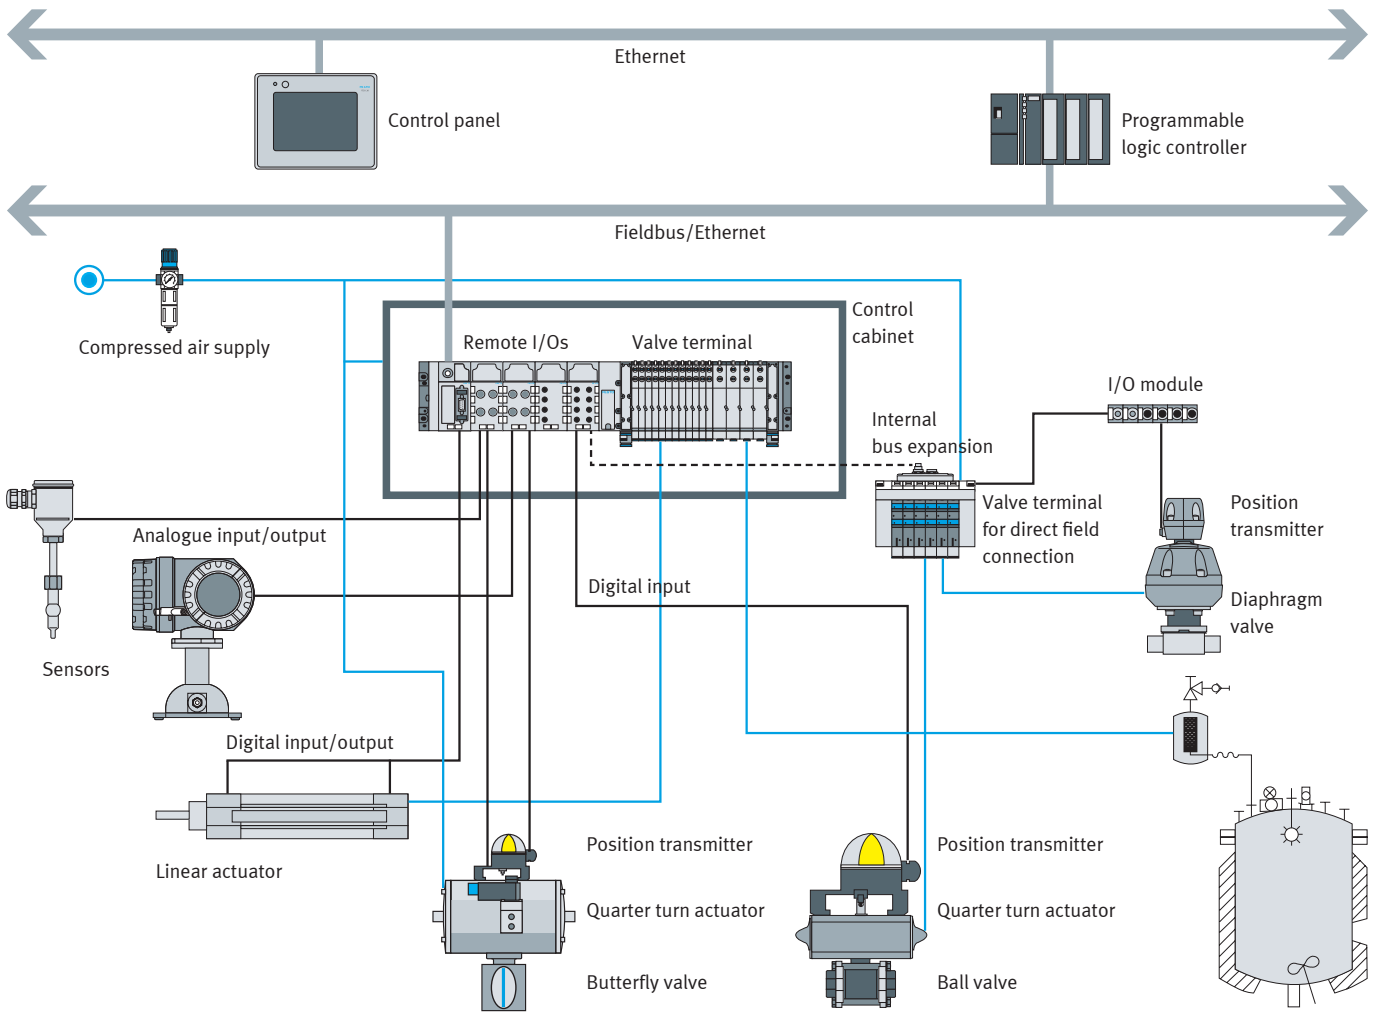 Ethernet
Control panel
Programmable
logic controller
Fieldbus/Ethernet
Compressed air supply
Control
cabinet
Remote I/Os
Valve terminal
I/O module
Internal
bus expansion
Valve terminal
for direct field
connection
Position
transmitter
Analogue input/output
Digital input
Diaphragm
valve
Sensors
Digital input/output
Linear actuator
Position transmitter
Position transmitter
Quarter turn actuator
Quarter turn actuator
Butterfly valve
Ball valve